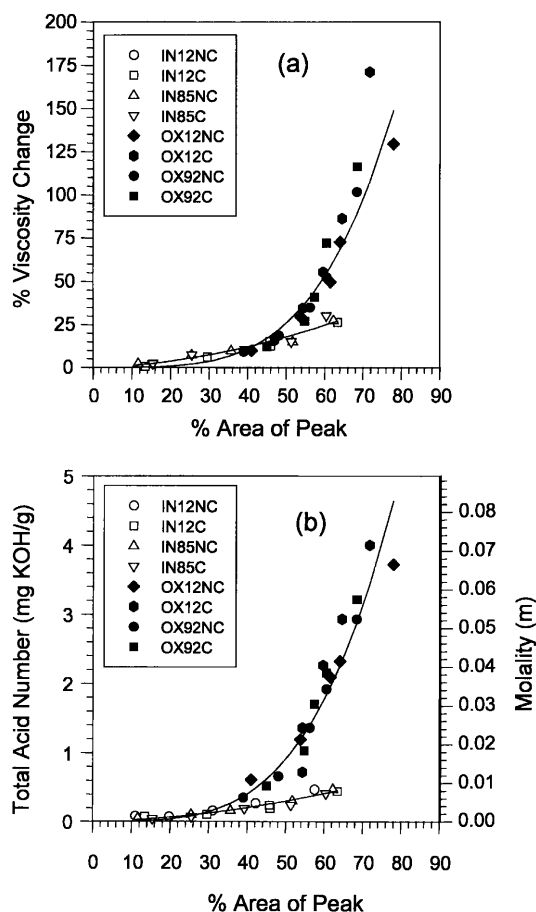 200
175
150
125
100
75
50
25
0
% Viscosity Change
(a)
IN12NC
IN12C
IN85NC
IN85C
OX12NC
OX12C
OX92NC
OX92C
0 10 20 30 40 50 60 70 80 90
% Area of Peak
5
4
3
2
1
0
Total Acid Number (mg KOH/g)
(b)
IN12NC
IN12C
IN85NC
IN85C
OX12NC
OX12C
OX92NC
OX92C
0.08
0.07
0.06
0.05
0.04
0.03
0.02
0.01
0.00
Molality (m)
0 10 20 30 40 50 60 70 80 90
% Area of Peak